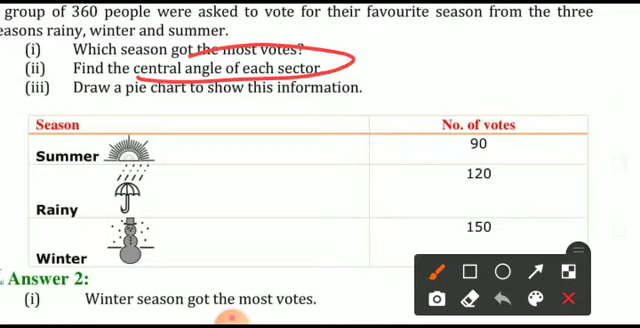 group of 360 people were asked to vote for their favourite season from the three
easons rainy, winter and summer.
(i) Which season got the most votes?
(ii) Find the central angle of each sector
(iii) Draw a pie chart to show this information.
Season No. of votes
Summer 90
Rainy 120
Winter 150
Answer 2:
(i) Winter season got the most votes.